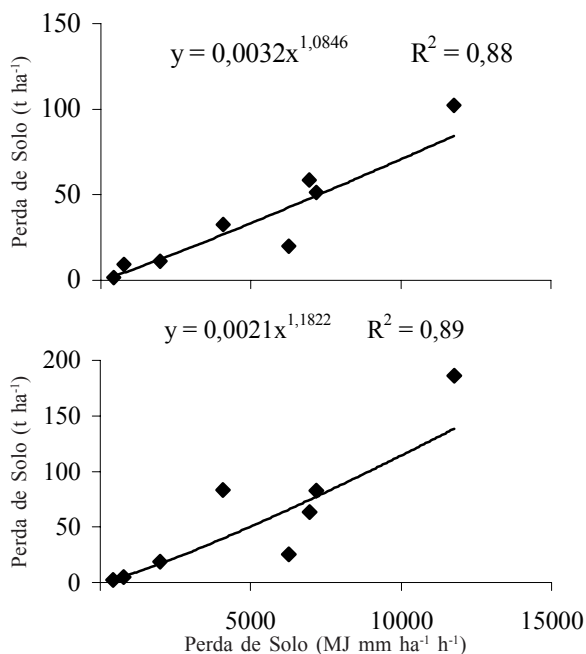 150
y = 0,0032x^1,0846 R² = 0,88
100
50
0
Perda de Solo (t ha⁻¹)
y = 0,0021x^1,1822 R² = 0,89
200
150
100
50
0
Perda de Solo (t ha⁻¹)
5000 10000 15000
Perda de Solo (MJ mm ha⁻¹ h⁻¹)